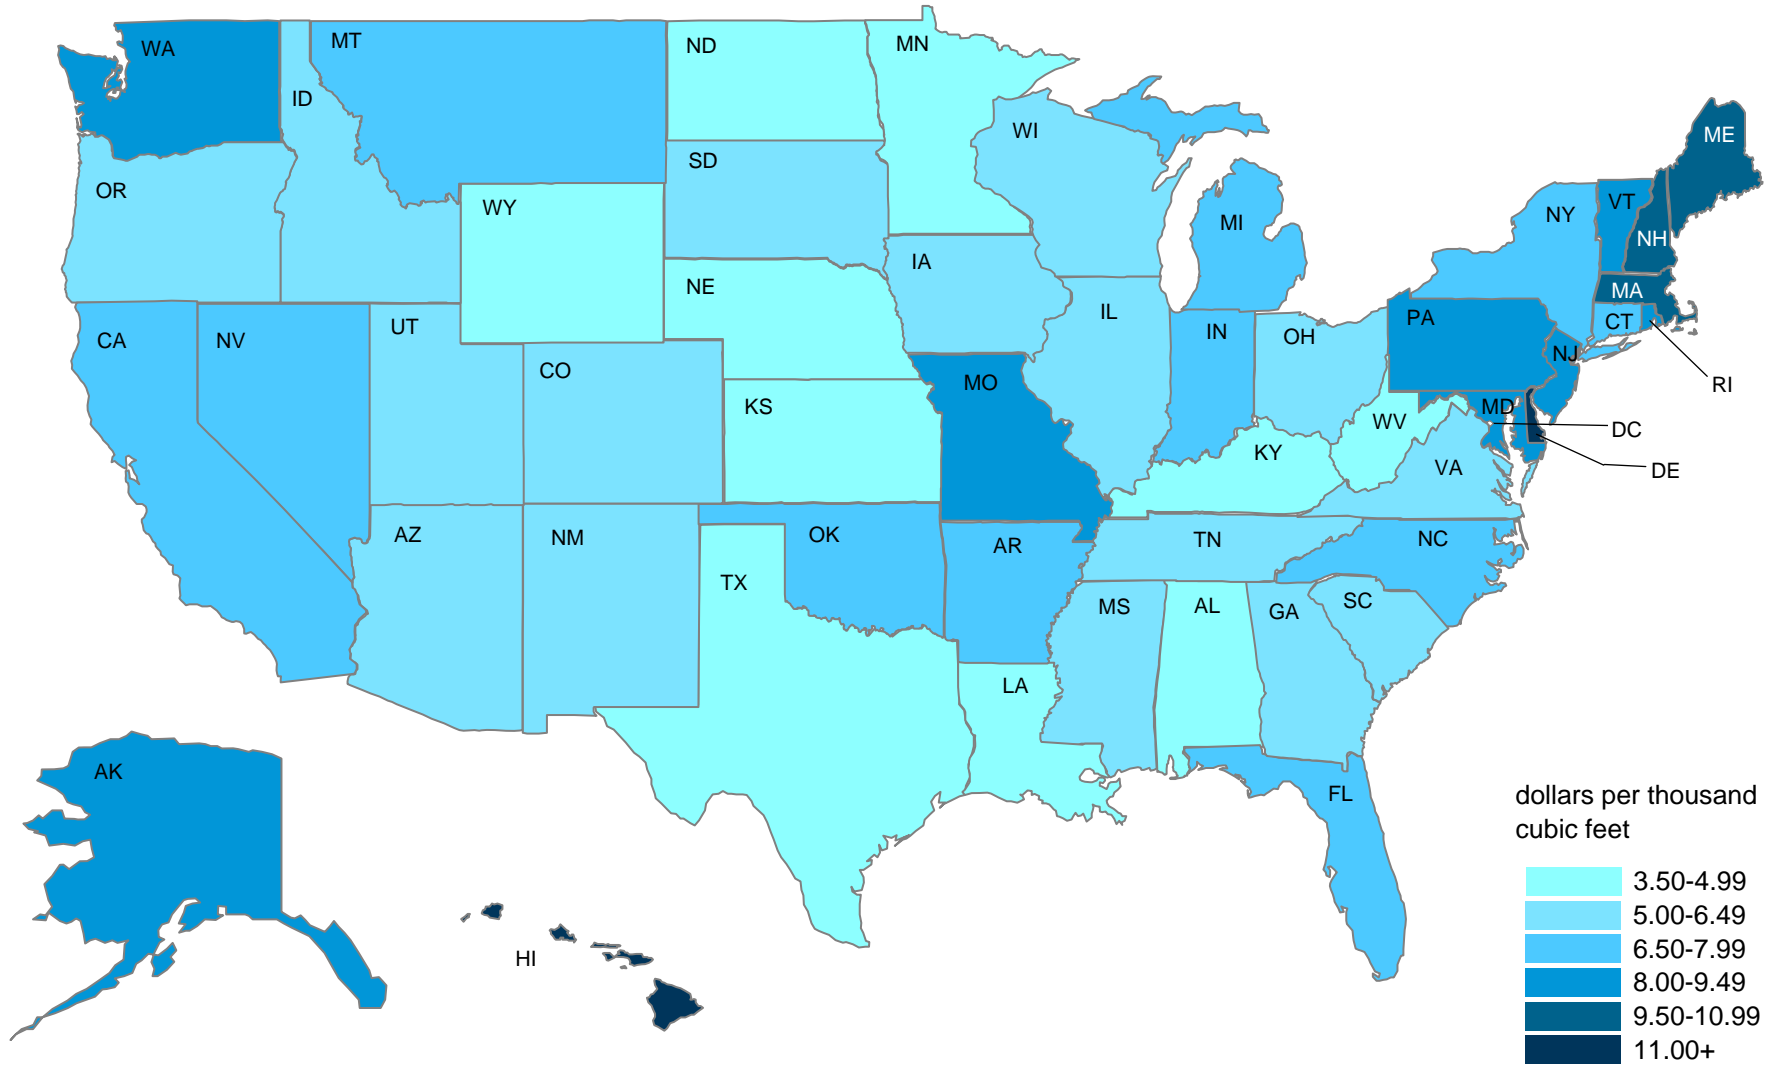 WA
MT
ND
MN
ID
WI
ME
SD
OR
VT
WY
NY
MI
NH
IA
NE
MA
UT
IL
PA
CT
CA
NV
IN
OH
NJ
CO
MO
RI
KS
MD
WV
DC
KY
VA
DE
AZ
NM
OK
AR
TN
NC
TX
MS
AL
GA
SC
LA
AK
FL
HI
dollars per thousand
cubic feet
3.50-4.99
5.00-6.49
6.50-7.99
8.00-9.49
9.50-10.99
11.00+